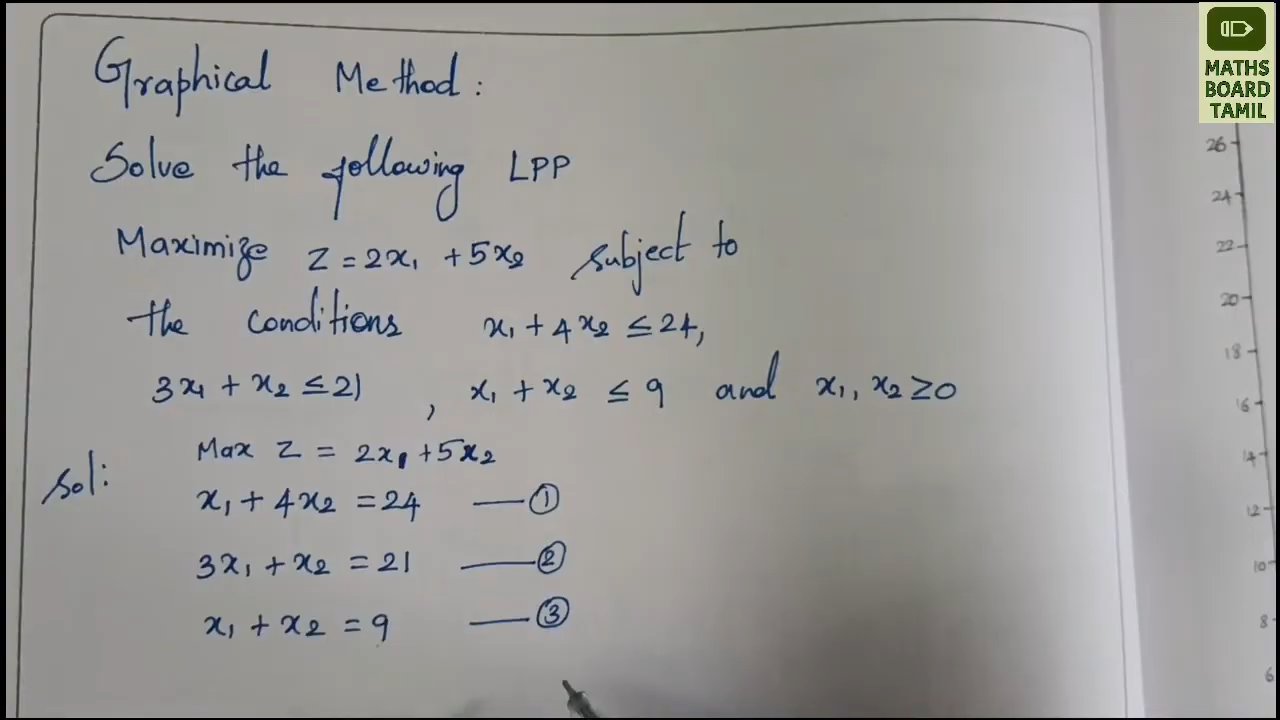 Graphical Method:
Solve the following LPP
Maximize Z = 2x₁ + 5x₂ subject to
the conditions x₁ + 4x₂ ≤ 24,
3x₁ + x₂ ≤ 21 , x₁ + x₂ ≤ 9 and x₁, x₂ ≥ 0
Sol: Max Z = 2x₁ + 5x₂
x₁ + 4x₂ = 24 —— ①
3x₁ + x₂ = 21 —— ②
x₁ + x₂ = 9 —— ③
MATHS
BOARD
TAMIL
26
24
22
20
18
16
14
12
10
8
6